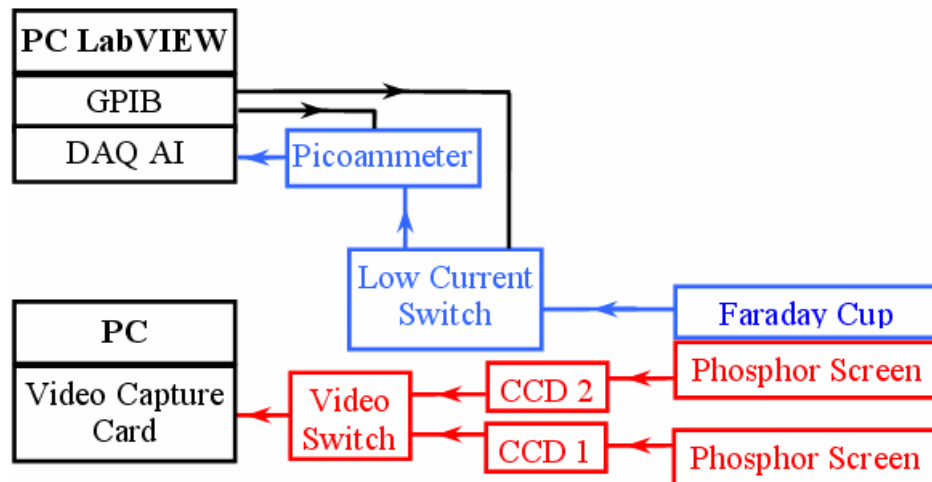 PC LabVIEW
GPIB
DAQ AI
Picoammeter
Low Current
Switch
Faraday Cup
PC
Video Capture
Card
Video
Switch
CCD 2
CCD 1
Phosphor Screen
Phosphor Screen